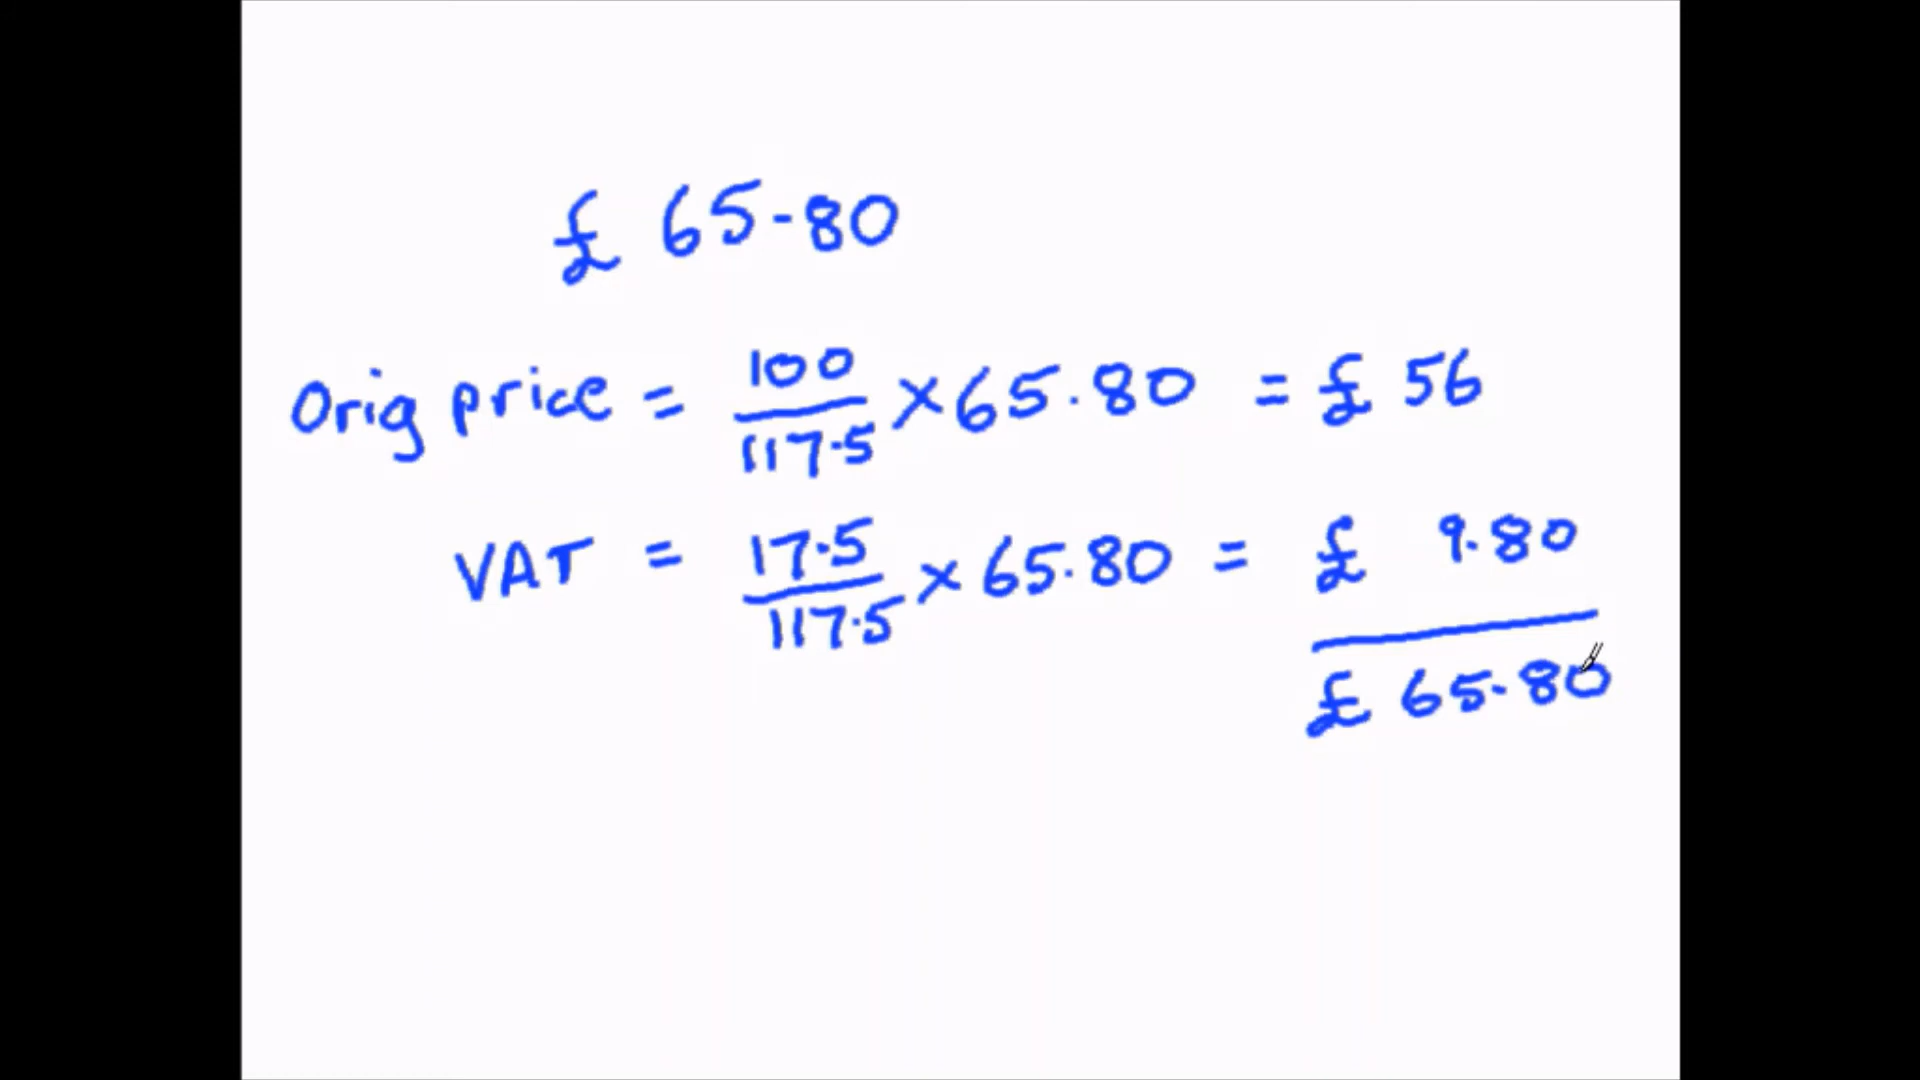 £ 65.80
Orig price = 100/117.5 × 65.80 = £ 56
VAT = 17.5/117.5 × 65.80 = £ 9.80
£ 65.80